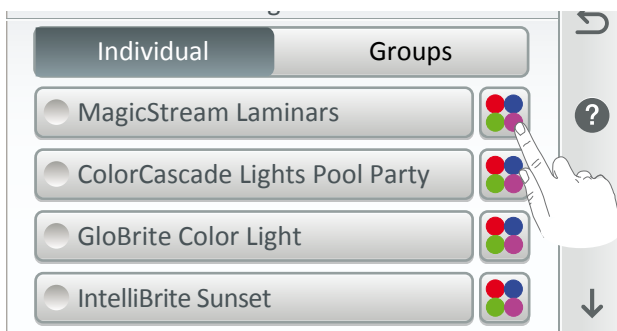 Individual Groups
MagicStream Laminars
?
ColorCascade Lights Pool Party
GloBrite Color Light
IntelliBrite Sunset